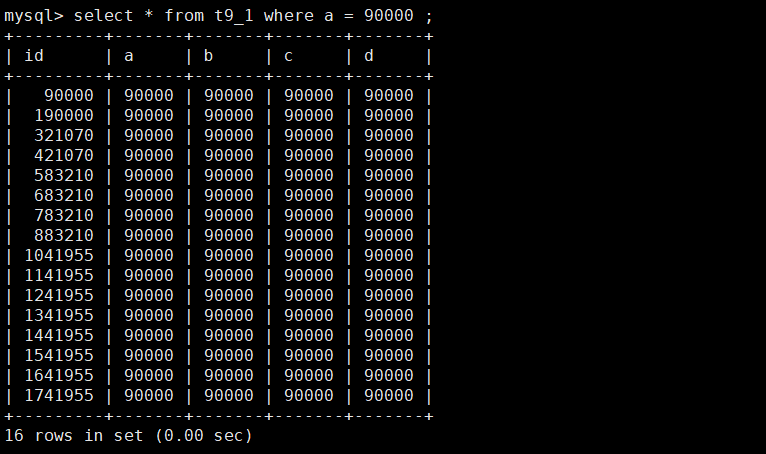 mysql> select * from t9_1 where a = 90000 ;
+---------+-------+-------+-------+-------+
| id      | a     | b     | c     | d     |
+---------+-------+-------+-------+-------+
|   90000 | 90000 | 90000 | 90000 | 90000 |
|  190000 | 90000 | 90000 | 90000 | 90000 |
|  321070 | 90000 | 90000 | 90000 | 90000 |
|  421070 | 90000 | 90000 | 90000 | 90000 |
|  583210 | 90000 | 90000 | 90000 | 90000 |
|  683210 | 90000 | 90000 | 90000 | 90000 |
|  783210 | 90000 | 90000 | 90000 | 90000 |
|  883210 | 90000 | 90000 | 90000 | 90000 |
| 1041955 | 90000 | 90000 | 90000 | 90000 |
| 1141955 | 90000 | 90000 | 90000 | 90000 |
| 1241955 | 90000 | 90000 | 90000 | 90000 |
| 1341955 | 90000 | 90000 | 90000 | 90000 |
| 1441955 | 90000 | 90000 | 90000 | 90000 |
| 1541955 | 90000 | 90000 | 90000 | 90000 |
| 1641955 | 90000 | 90000 | 90000 | 90000 |
| 1741955 | 90000 | 90000 | 90000 | 90000 |
+---------+-------+-------+-------+-------+
16 rows in set (0.00 sec)